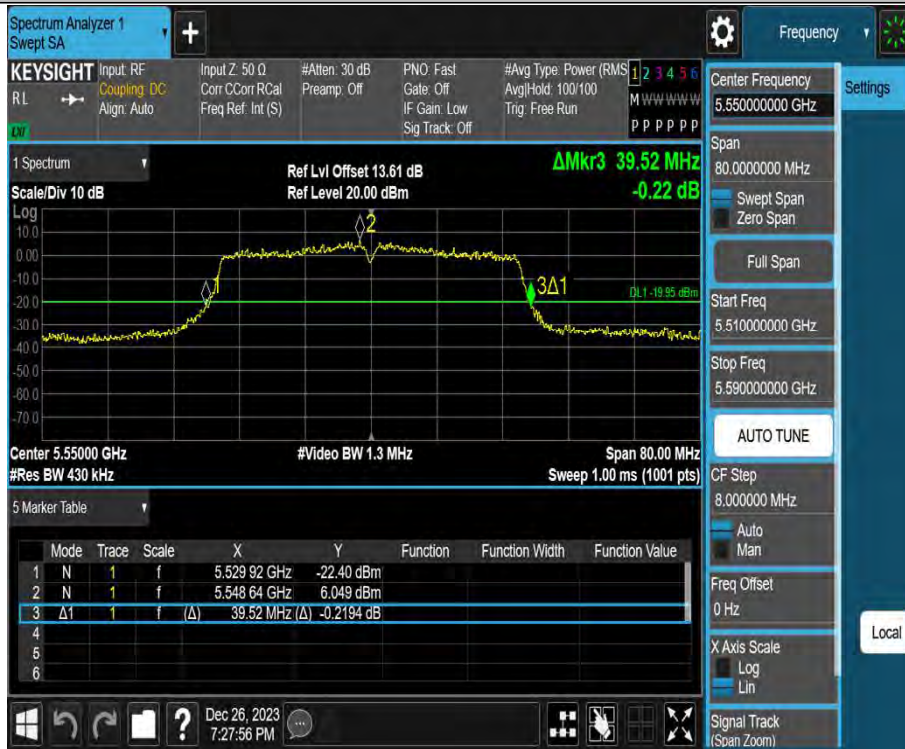 Spectrum Analyzer 1
Swept SA
+
Frequency
KEYSIGHT
RL
LXI
Input: RF
Coupling: DC
Align: Auto
Input Z: 50 Ω
Corr CCorr RCal
Freq Ref: Int (S)
#Atten: 30 dB
Preamp: Off
PNO: Fast
Gate: Off
IF Gain: Low
Sig Track: Off
#Avg Type: Power (RMS
Avg|Hold: 100/100
Trig: Free Run
1 2 3 4 5 6
M W W W W W
P P P P P P
1 Spectrum
Scale/Div 10 dB
Ref Lvl Offset 13.61 dB
Ref Level 20.00 dBm
ΔMkr3 39.52 MHz
-0.22 dB
Log
10.0
0.00
-10.0
-20.0
-30.0
-40.0
-50.0
-60.0
-70.0
2
1
3Δ1
DL1 -19.95 dBm
Center 5.55000 GHz
#Video BW 1.3 MHz
Span 80.00 MHz
#Res BW 430 kHz
Sweep 1.00 ms (1001 pts)
5 Marker Table
Mode Trace Scale X Y Function Function Width Function Value
1 N 1 f 5.529 92 GHz -22.40 dBm
2 N 1 f 5.548 64 GHz 6.049 dBm
3 Δ1 1 f (Δ) 39.52 MHz (Δ) -0.2194 dB
4
5
6
?
Dec 26, 2023
7:27:56 PM
Center Frequency
5.550000000 GHz
Span
80.0000000 MHz
Swept Span
Zero Span
Full Span
Start Freq
5.510000000 GHz
Stop Freq
5.590000000 GHz
AUTO TUNE
CF Step
8.000000 MHz
Auto
Man
Freq Offset
0 Hz
X Axis Scale
Log
Lin
Signal Track
(Span Zoom)
Settings
Local